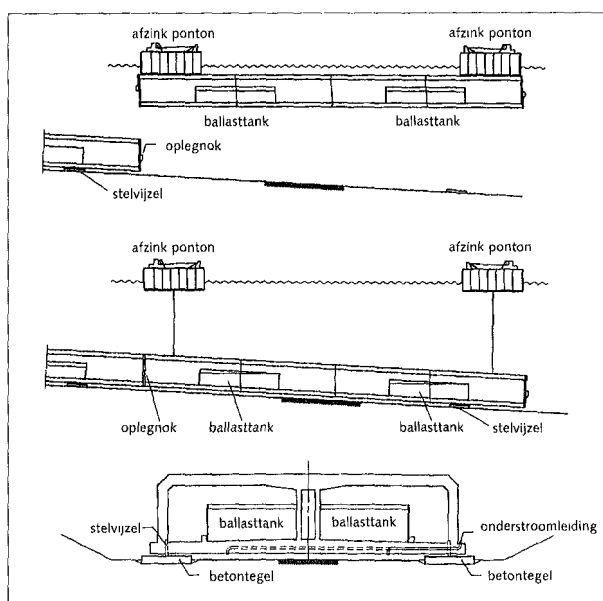 afzink ponton afzink ponton
ballasttank ballasttank
oplegnok
stelvijzel
afzink ponton afzink ponton
oplegnok ballasttank ballasttank stelvijzel
stelvijzel ballasttank ballasttank onderstroomleiding
betontegel betontegel